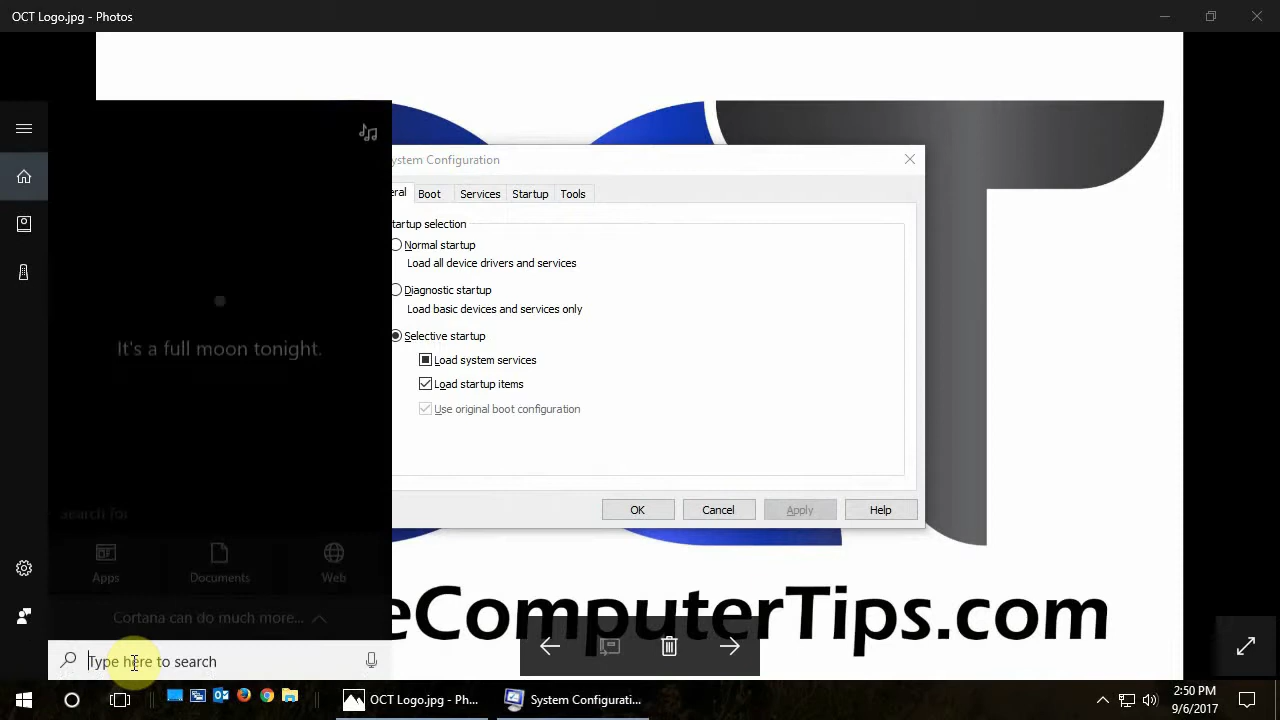 OCT Logo.jpg - Photos
ystem Configuration
eral
Boot
Services
Startup
Tools
tartup selection
Normal startup
Load all device drivers and services
Diagnostic startup
Load basic devices and services only
Selective startup
Load system services
Load startup items
Use original boot configuration
OK
Cancel
Apply
Help
It's a full moon tonight.
search for
Apps
Documents
Web
Cortana can do much more...
Type here to search
eComputerTips.com
OCT Logo.jpg - Ph...
System Configurati...
2:50 PM
9/6/2017